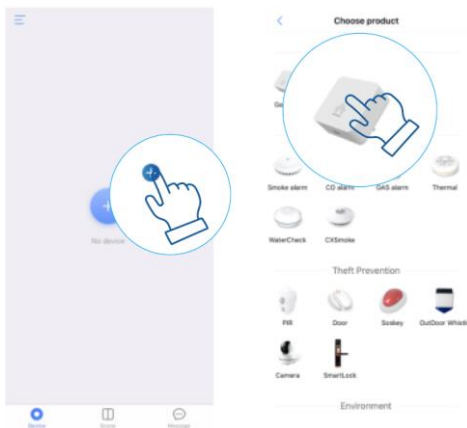 No device
Device
Scene
Message
Choose product
Smoke alarm
CO alarm
GAS alarm
Thermal
WaterCheck
CXSmoke
Theft Prevention
PIR
Door
Soskey
OutDoor Whistl
Camera
SmartLock
Environment